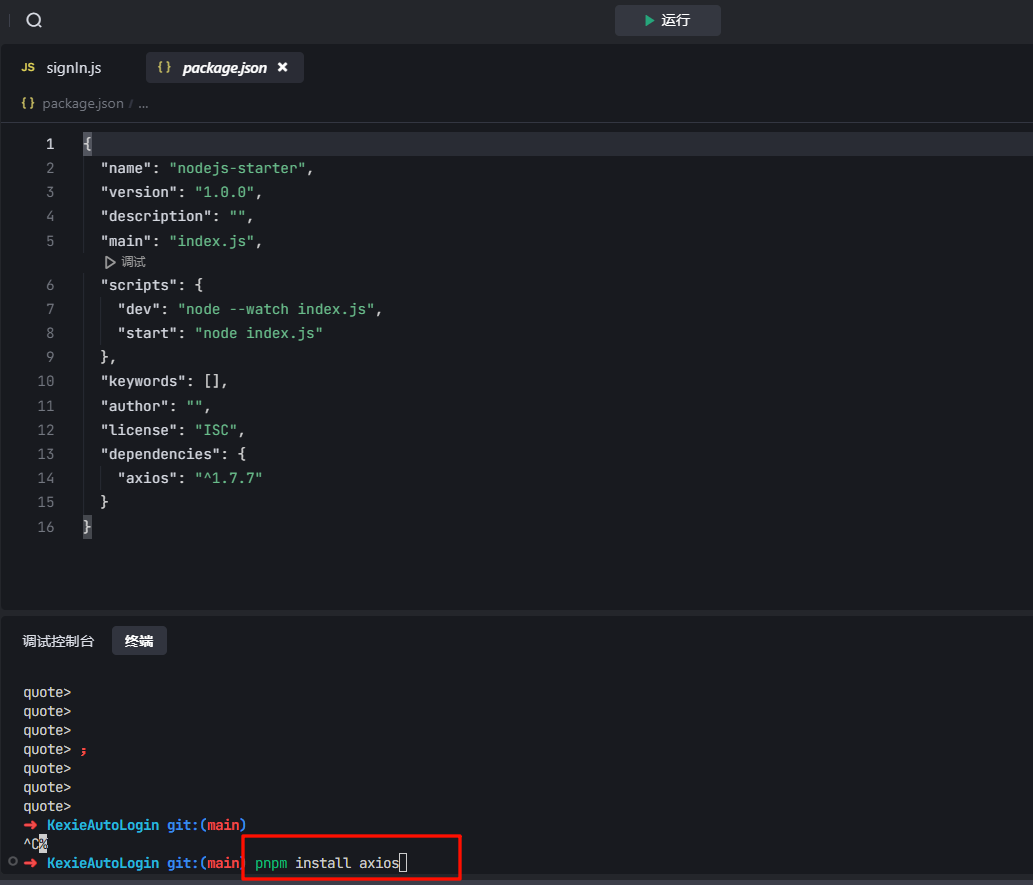 运行
JS signIn.js {} package.json ×
{} package.json / ...
1 {
2 "name": "nodejs-starter",
3 "version": "1.0.0",
4 "description": "",
5 "main": "index.js",
调试
6 "scripts": {
7 "dev": "node --watch index.js",
8 "start": "node index.js"
9 },
10 "keywords": [],
11 "author": "",
12 "license": "ISC",
13 "dependencies": {
14 "axios": "^1.7.7"
15 }
16 }
调试控制台 终端
quote>
quote>
quote>
quote> ;
quote>
quote>
quote>
→ KexieAutoLogin git:(main)
^C%
→ KexieAutoLogin git:(main) pnpm install axios